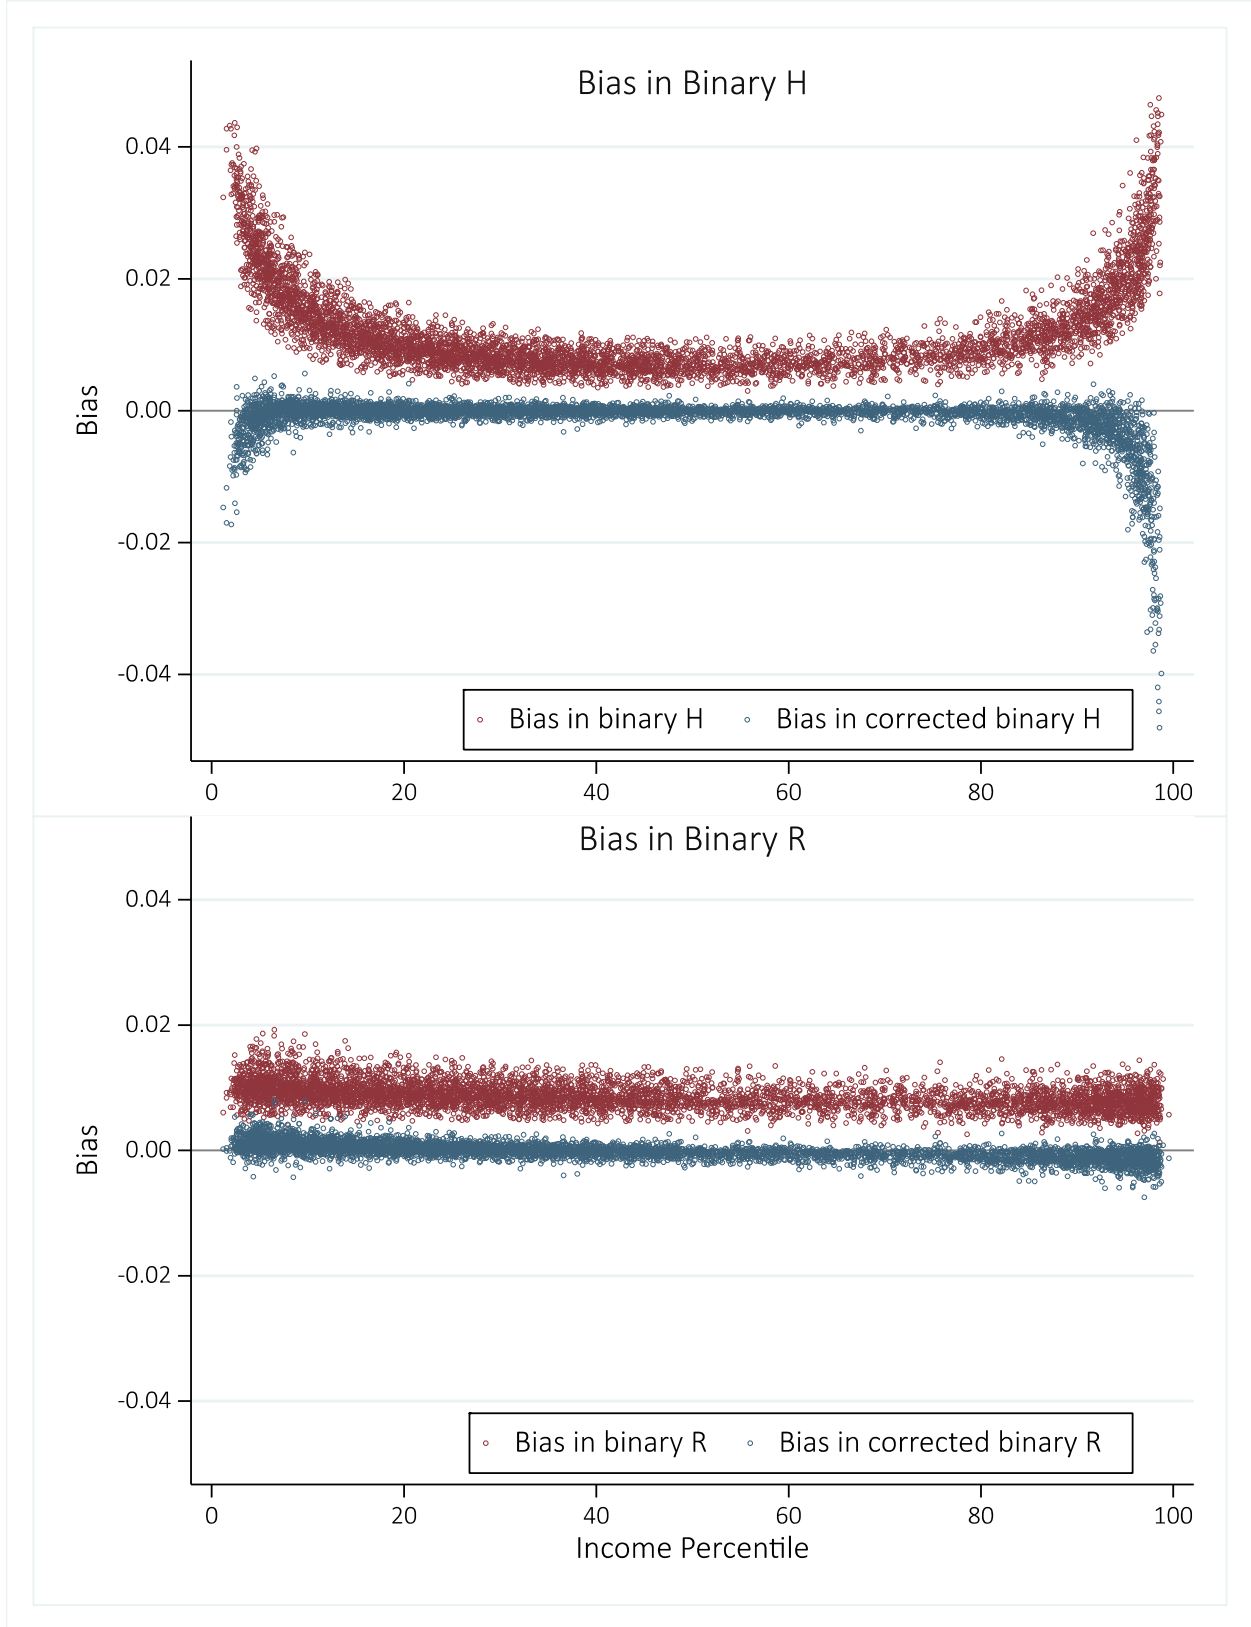 Bias in Binary H
0.04
0.02
0.00
-0.02
-0.04
Bias
Bias in binary H Bias in corrected binary H
0 20 40 60 80 100
Bias in Binary R
0.04
0.02
0.00
-0.02
-0.04
Bias
Bias in binary R Bias in corrected binary R
0 20 40 60 80 100
Income Percentile